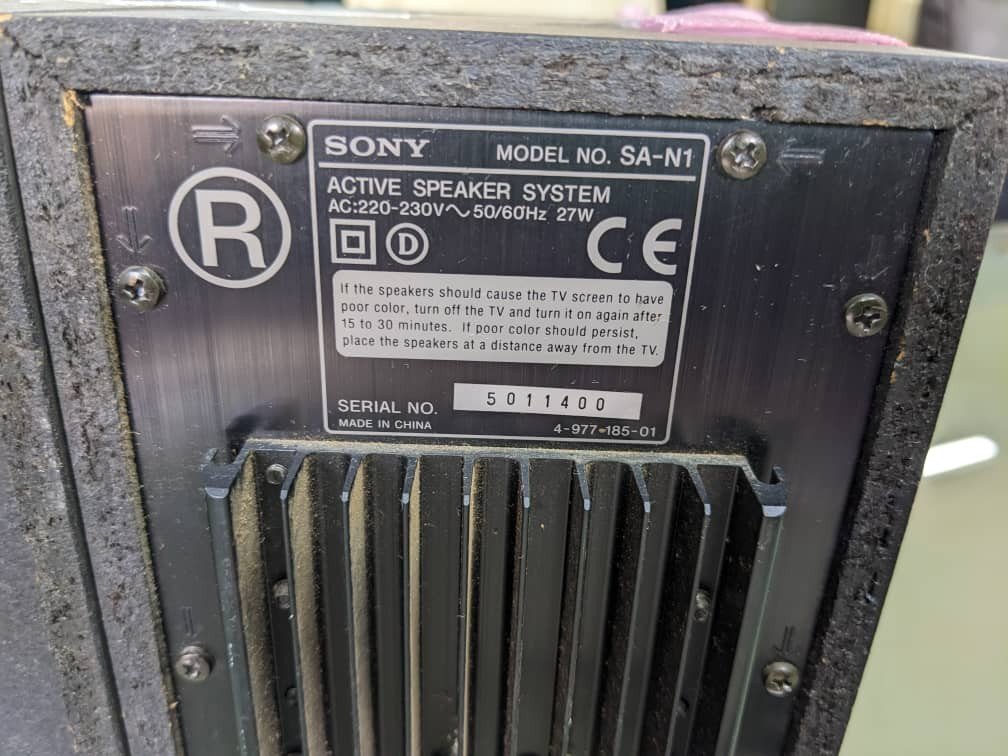 SONY MODEL NO. SA-N1
ACTIVE SPEAKER SYSTEM
AC:220-230V～50/60Hz 27W
R
D CE
If the speakers should cause the TV screen to have
poor color, turn off the TV and turn it on again after
15 to 30 minutes. If poor color should persist,
place the speakers at a distance away from the TV.
SERIAL NO. 5011400
MADE IN CHINA 4-977-185-01